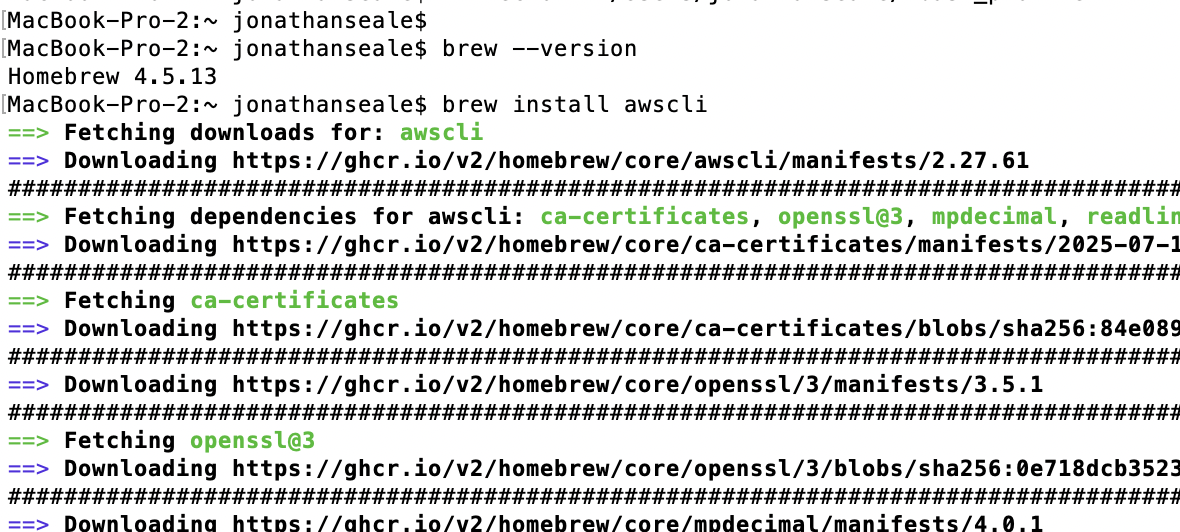 [MacBook-Pro-2:~ jonathanseale$
[MacBook-Pro-2:~ jonathanseale$ brew --version
Homebrew 4.5.13
[MacBook-Pro-2:~ jonathanseale$ brew install awscli
==> Fetching downloads for: awscli
==> Downloading https://ghcr.io/v2/homebrew/core/awscli/manifests/2.27.61
####################################################################################
==> Fetching dependencies for awscli: ca-certificates, openssl@3, mpdecimal, readlin
==> Downloading https://ghcr.io/v2/homebrew/core/ca-certificates/manifests/2025-07-1
####################################################################################
==> Fetching ca-certificates
==> Downloading https://ghcr.io/v2/homebrew/core/ca-certificates/blobs/sha256:84e089
####################################################################################
==> Downloading https://ghcr.io/v2/homebrew/core/openssl/3/manifests/3.5.1
####################################################################################
==> Fetching openssl@3
==> Downloading https://ghcr.io/v2/homebrew/core/openssl/3/blobs/sha256:0e718dcb3523
####################################################################################
==> Downloading https://ghcr.io/v2/homebrew/core/mpdecimal/manifests/4.0.1